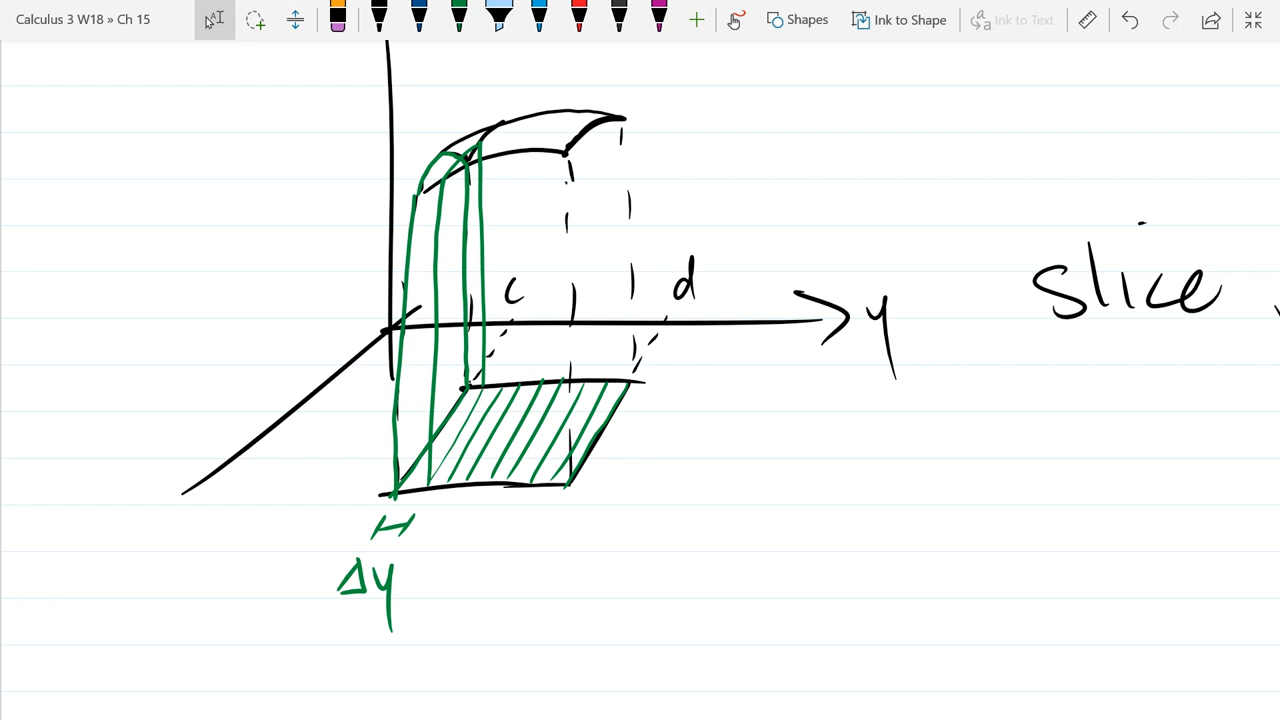 Calculus 3 W18 » Ch 15
Shapes
Ink to Shape
Ink to Text
c
d
y
slice
Δy